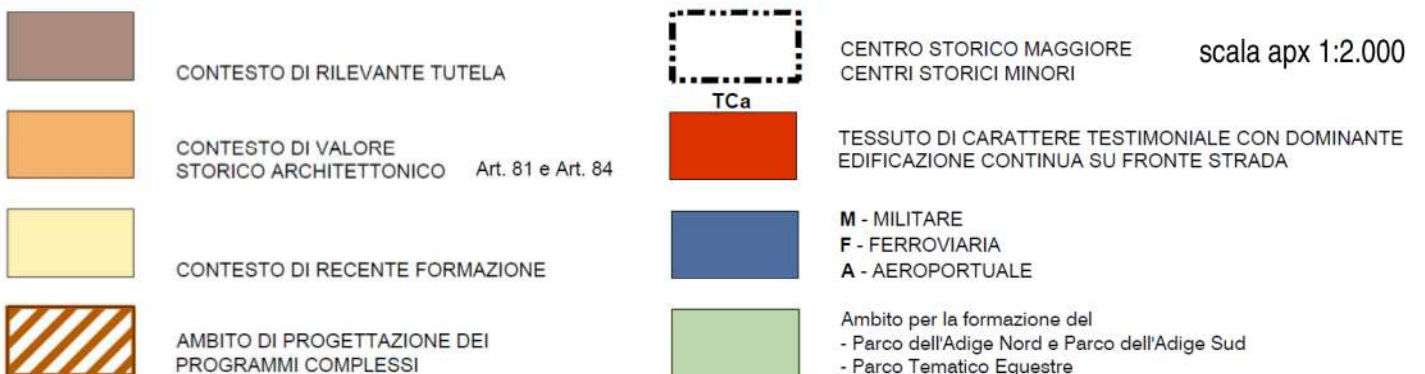 CONTESTO DI RILEVANTE TUTELA
CONTESTO DI VALORE
STORICO ARCHITETTONICO Art. 81 e Art. 84
CONTESTO DI RECENTE FORMAZIONE
AMBITO DI PROGETTAZIONE DEI
PROGRAMMI COMPLESSI
CENTRO STORICO MAGGIORE
CENTRI STORICI MINORI
scala apx 1:2.000
TCa
TESSUTO DI CARATTERE TESTIMONIALE CON DOMINANTE
EDIFICAZIONE CONTINUA SU FRONTE STRADA
M - MILITARE
F - FERROVIARIA
A - AEROPORTUALE
Ambito per la formazione del
- Parco dell'Adige Nord e Parco dell'Adige Sud
- Parco Tematico Equestre